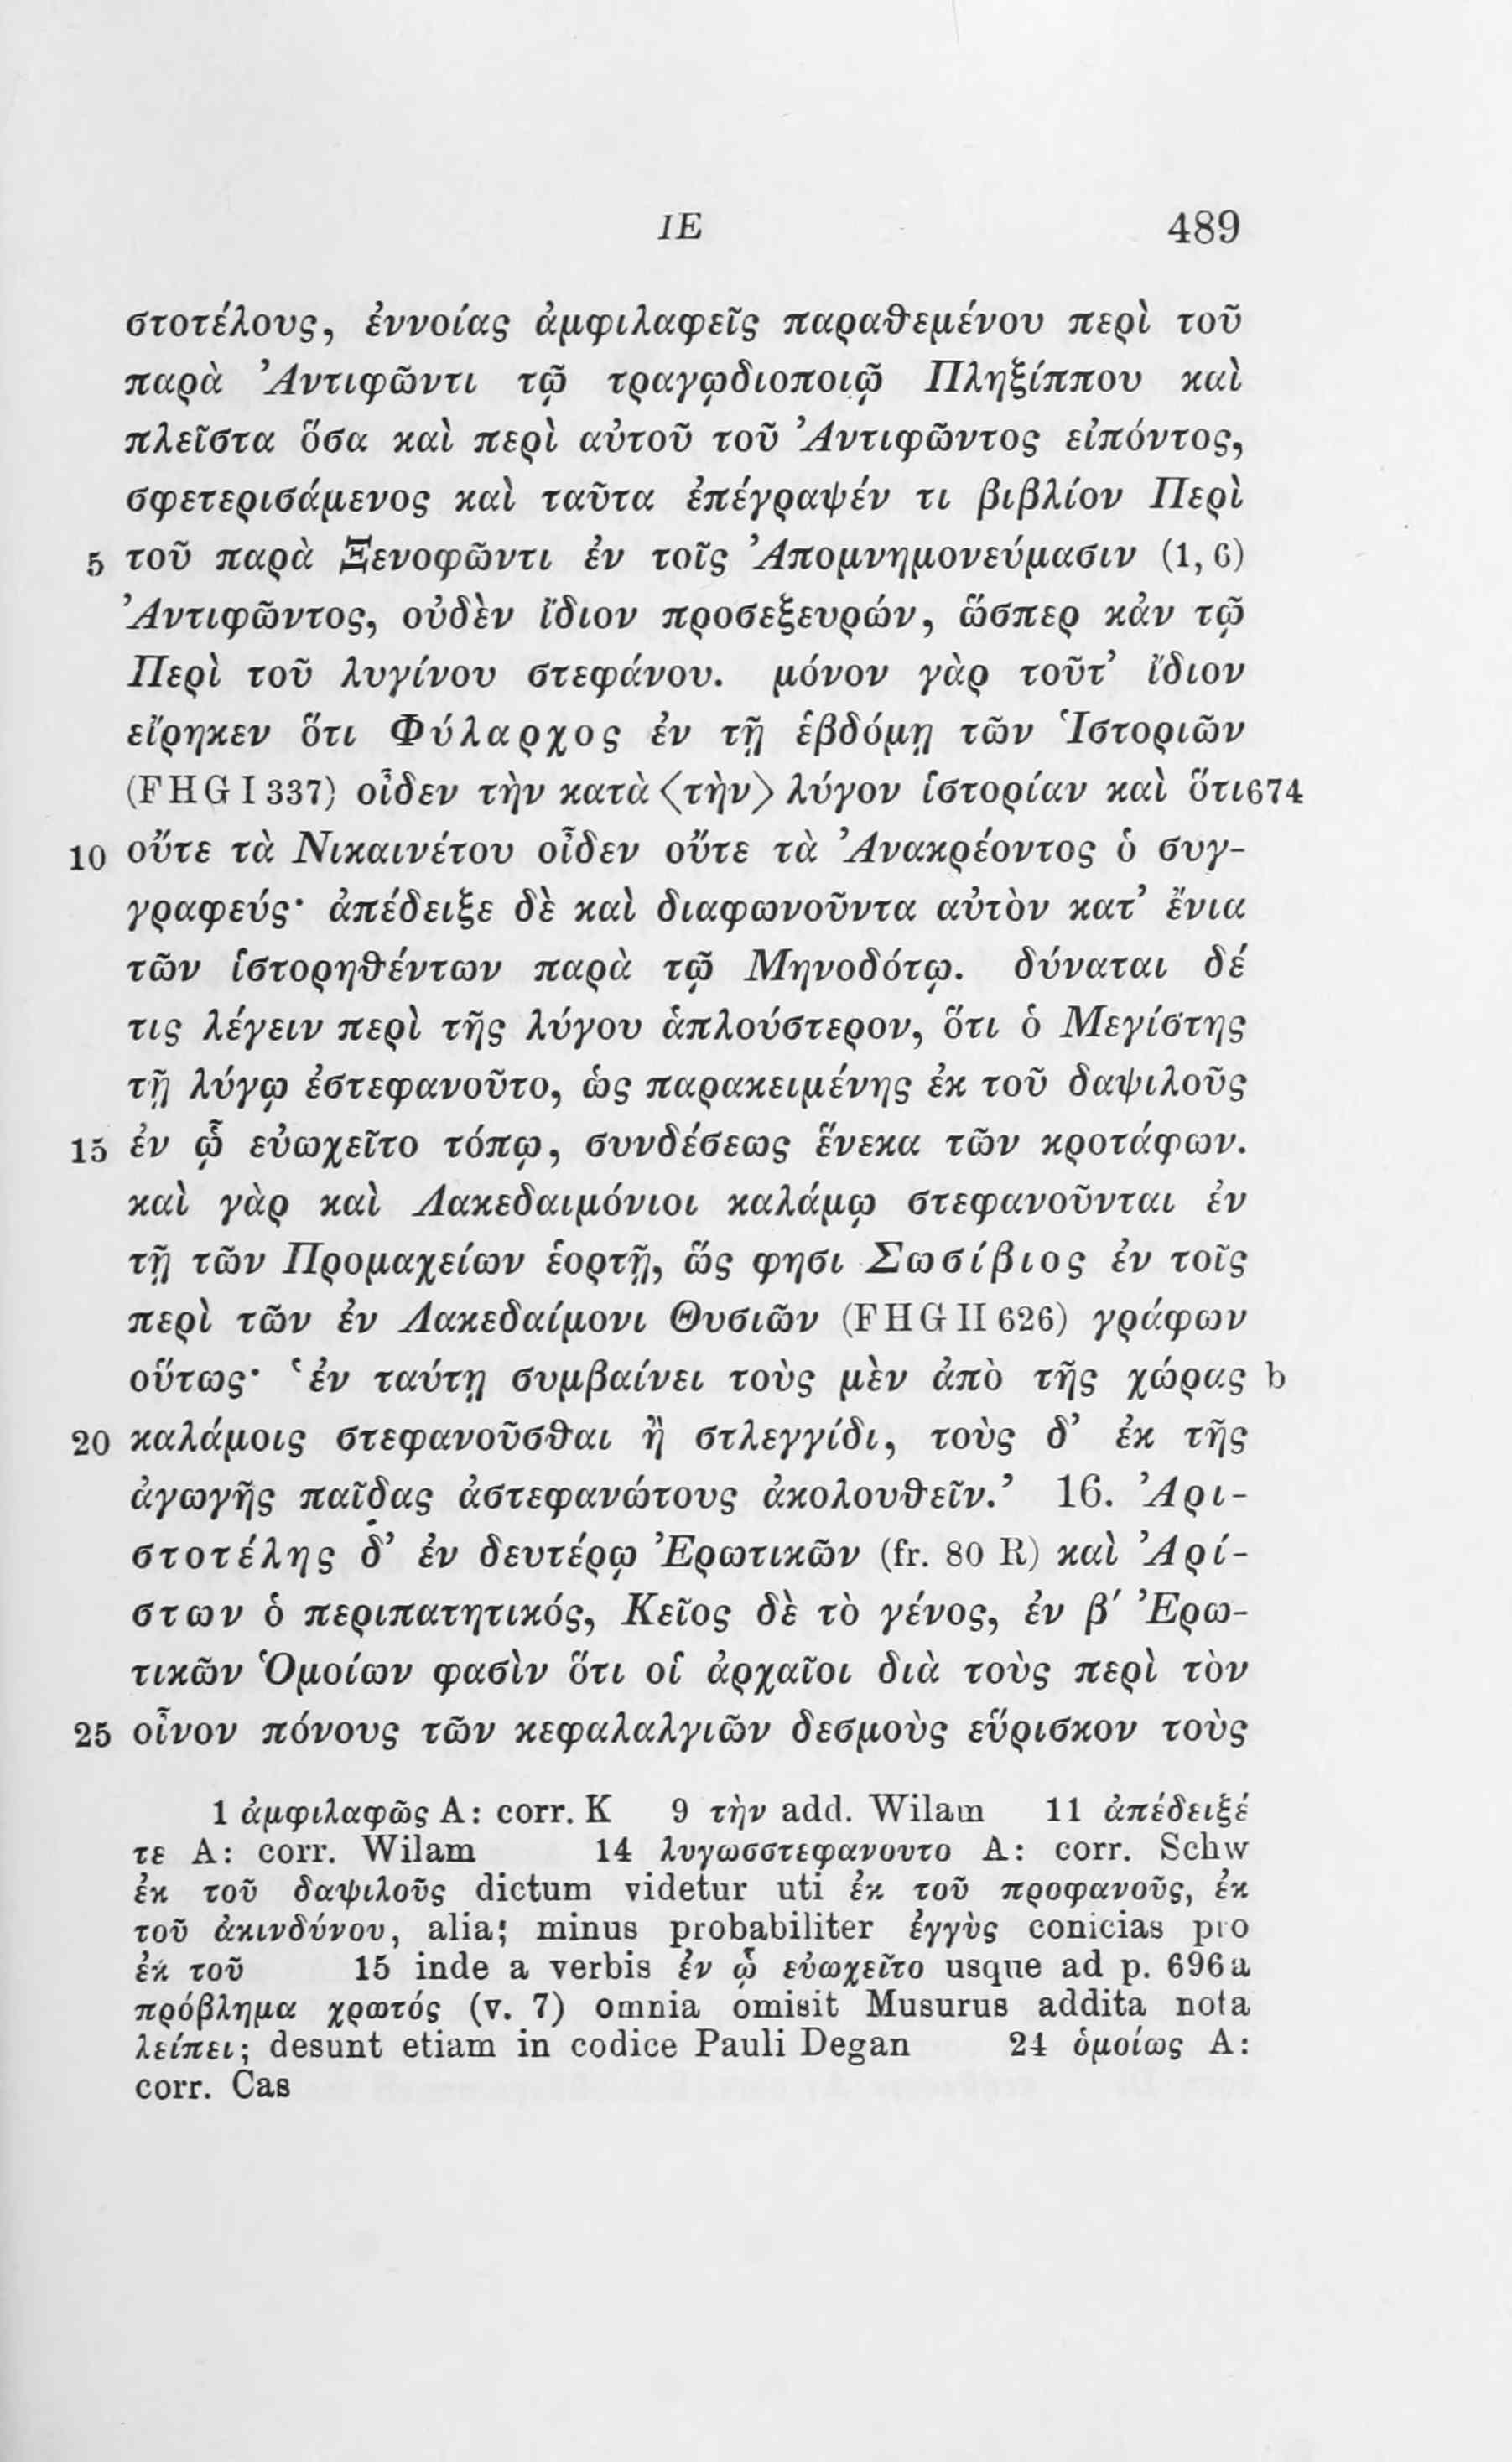 ΙΕ 489
στοτέλους, ἐννοίας ἀμφιλαφεῖς παραθεμένου περὶ τοῦ
παρὰ Ἀντιφῶντι τῷ τραγῳδιοποιῷ Πληξίππου καὶ
πλεῖστα ὅσα καὶ περὶ αὐτοῦ τοῦ Ἀντιφῶντος εἰπόντος,
σφετερισάμενος καὶ ταῦτα ἐπέγραψέν τι βιβλίον Περὶ
5 τοῦ παρὰ Ξενοφῶντι ἐν τοῖς Ἀπομνημονεύμασιν (1, 6)
Ἀντιφῶντος, οὐδὲν ἴδιον προσεξευρών, ὥσπερ κἀν τῷ
Περὶ τοῦ λυγίνου στεφάνου. μόνον γὰρ τοῦτ’ ἴδιον
εἴρηκεν ὅτι Φύλαρχος ἐν τῇ ἑβδόμῃ τῶν Ἱστοριῶν
(FHG I 337) οἶδεν τὴν κατὰ ⟨τὴν⟩ λύγον ἱστορίαν καὶ ὅτι 674
10 οὔτε τὰ Νικαινέτου οἶδεν οὔτε τὰ Ἀνακρέοντος ὁ συγ-
γραφεύς· ἀπέδειξε δὲ καὶ διαφωνοῦντα αὐτὸν κατ’ ἔνια
τῶν ἱστορηθέντων παρὰ τῷ Μηνοδότῳ. δύναται δέ
τις λέγειν περὶ τῆς λύγου ἁπλούστερον, ὅτι ὁ Μεγίστης
τῇ λύγῳ ἐστεφανοῦτο, ὡς παρακειμένης ἐκ τοῦ δαψιλοῦς
15 ἐν ᾧ εὐωχεῖτο τόπῳ, συνδέσεως ἕνεκα τῶν κροτάφων.
καὶ γὰρ καὶ Λακεδαιμόνιοι καλάμῳ στεφανοῦνται ἐν
τῇ τῶν Προμαχείων ἑορτῇ, ὥς φησι Σωσίβιος ἐν τοῖς
περὶ τῶν ἐν Λακεδαίμονι Θυσιῶν (FHG II 626) γράφων
οὕτως· ‘ἐν ταύτῃ συμβαίνει τοὺς μὲν ἀπὸ τῆς χώρας b
20 καλάμοις στεφανοῦσθαι ἢ στλεγγίδι, τοὺς δ’ ἐκ τῆς
ἀγωγῆς παῖδας ἀστεφανώτους ἀκολουθεῖν.’ 16. Ἀρι-
στοτέλης δ’ ἐν δευτέρῳ Ἐρωτικῶν (fr. 80 R) καὶ Ἀρί-
στων ὁ περιπατητικός, Κεῖος δὲ τὸ γένος, ἐν β′ Ἐρω-
τικῶν Ὁμοίων φασὶν ὅτι οἱ ἀρχαῖοι διὰ τοὺς περὶ τὸν
25 οἶνον πόνους τῶν κεφαλαλγιῶν δεσμοὺς εὕρισκον τοὺς
1 ἀμφιλαφῶς A: corr. K 9 τὴν add. Wilam 11 ἀπέδειξέ
τε A: corr. Wilam 14 λυγωσστεφανουτο A: corr. Schw
ἐκ τοῦ δαψιλοῦς dictum videtur uti ἐκ τοῦ προφανοῦς, ἐκ
τοῦ ἀκινδύνου, alia; minus probabiliter ἐγγὺς conicias pro
ἐκ τοῦ 15 inde a verbis ἐν ᾧ εὐωχεῖτο usque ad p. 696a
πρόβλημα χρωτός (v. 7) omnia omisit Musurus addita nota
λείπει; desunt etiam in codice Pauli Degan 24 ὁμοίως A:
corr. Cas